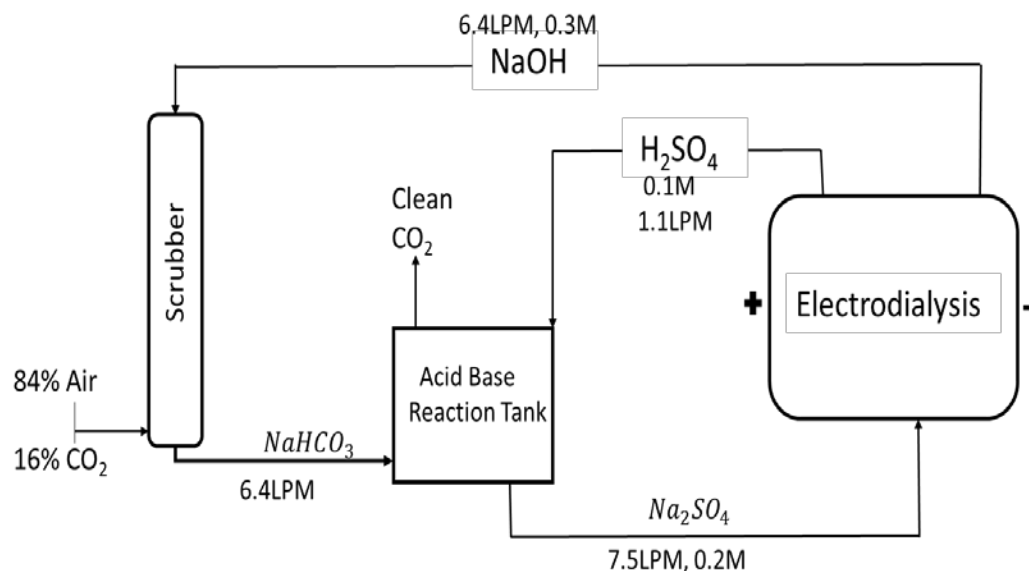 6.4LPM, 0.3M
NaOH
H₂SO₄
0.1M
1.1LPM
Clean
CO₂
Scrubber
Electrodialysis
+
-
84% Air
16% CO₂
Acid Base
Reaction Tank
NaHCO₃
6.4LPM
Na₂SO₄
7.5LPM, 0.2M